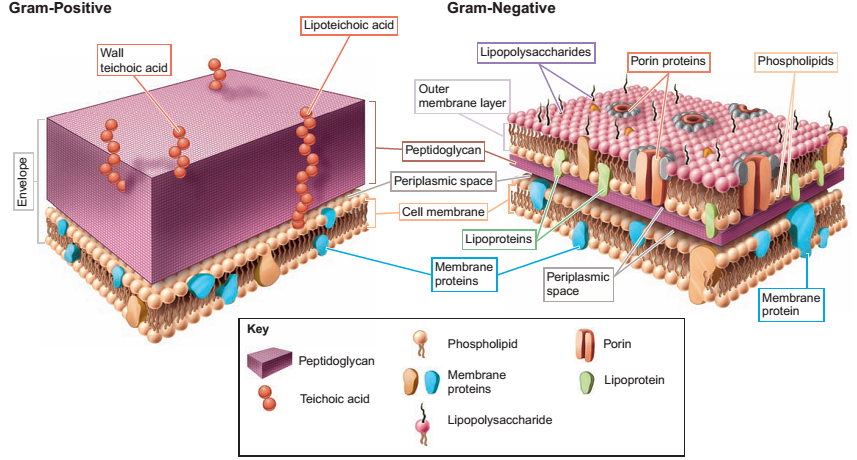 Gram-Positive
Gram-Negative
Lipoteichoic acid
Wall
teichoic acid
Lipopolysaccharides
Porin proteins
Phospholipids
Outer
membrane layer
Envelope
Peptidoglycan
Periplasmic space
Cell membrane
Lipoproteins
Membrane
proteins
Periplasmic
space
Membrane
protein
Key
Peptidoglycan
Teichoic acid
Phospholipid
Membrane
proteins
Lipopolysaccharide
Porin
Lipoprotein